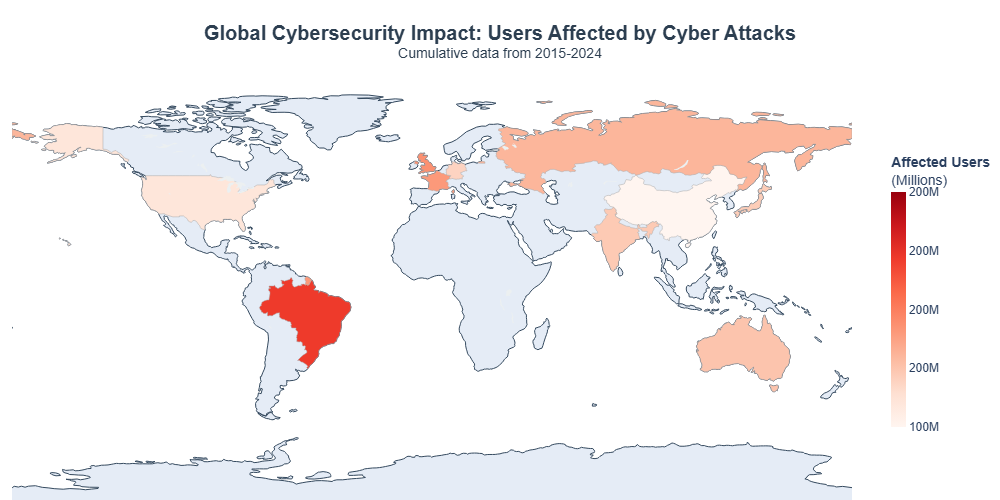 Global Cybersecurity Impact: Users Affected by Cyber Attacks
Cumulative data from 2015-2024
Affected Users
(Millions)
200M
200M
200M
200M
100M